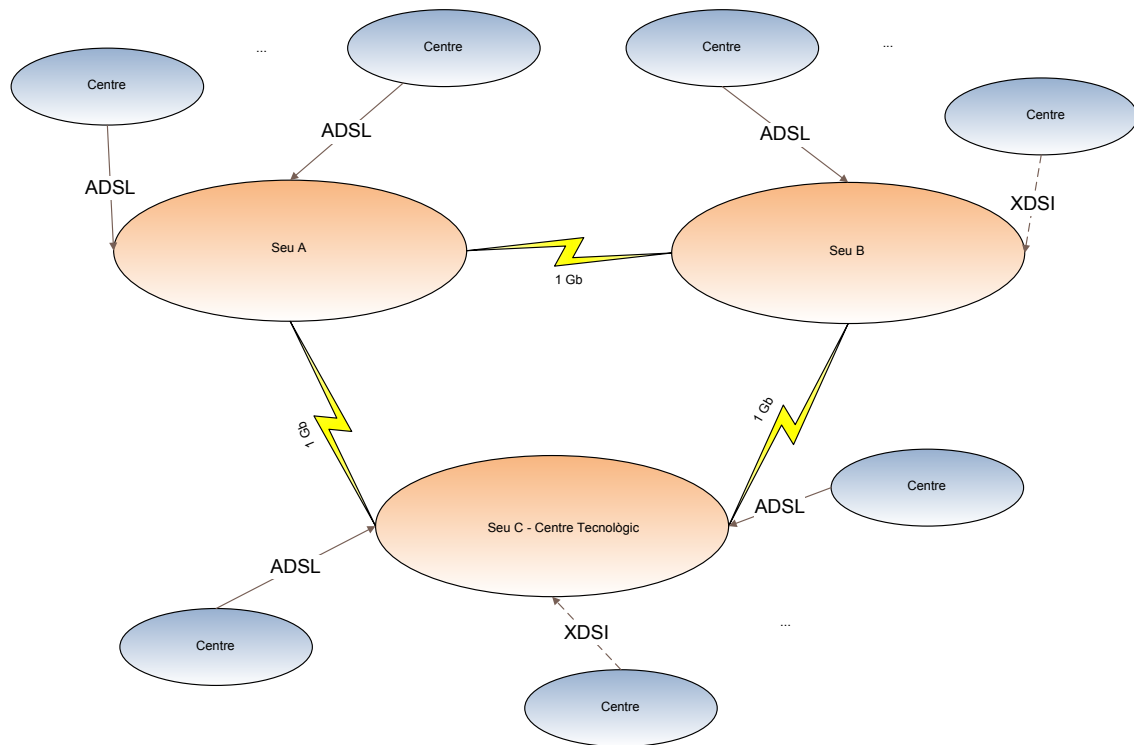 Centre
...
Centre
Centre
...
Centre
ADSL
ADSL
ADSL
XDSI
Seu A
Seu B
1 Gb
1 Gb
1 Gb
Seu C - Centre Tecnològic
Centre
ADSL
ADSL
Centre
XDSI
...
Centre